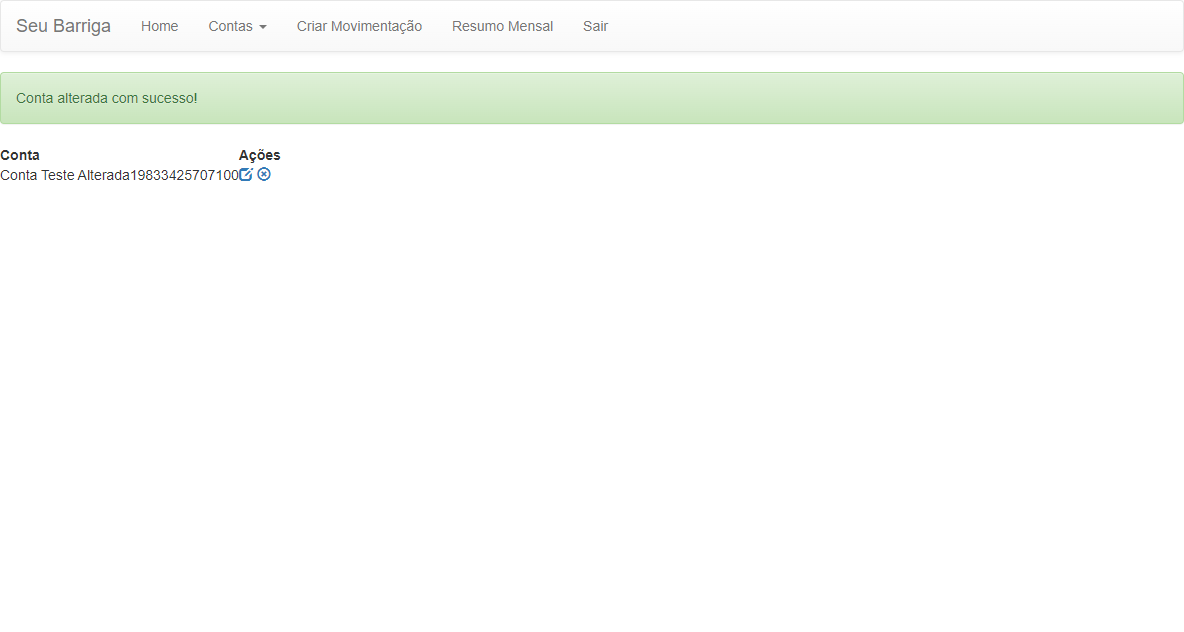 Seu Barriga Home Contas Criar Movimentação Resumo Mensal Sair
Conta alterada com sucesso!
Conta Ações
Conta Teste Alterada19833425707100